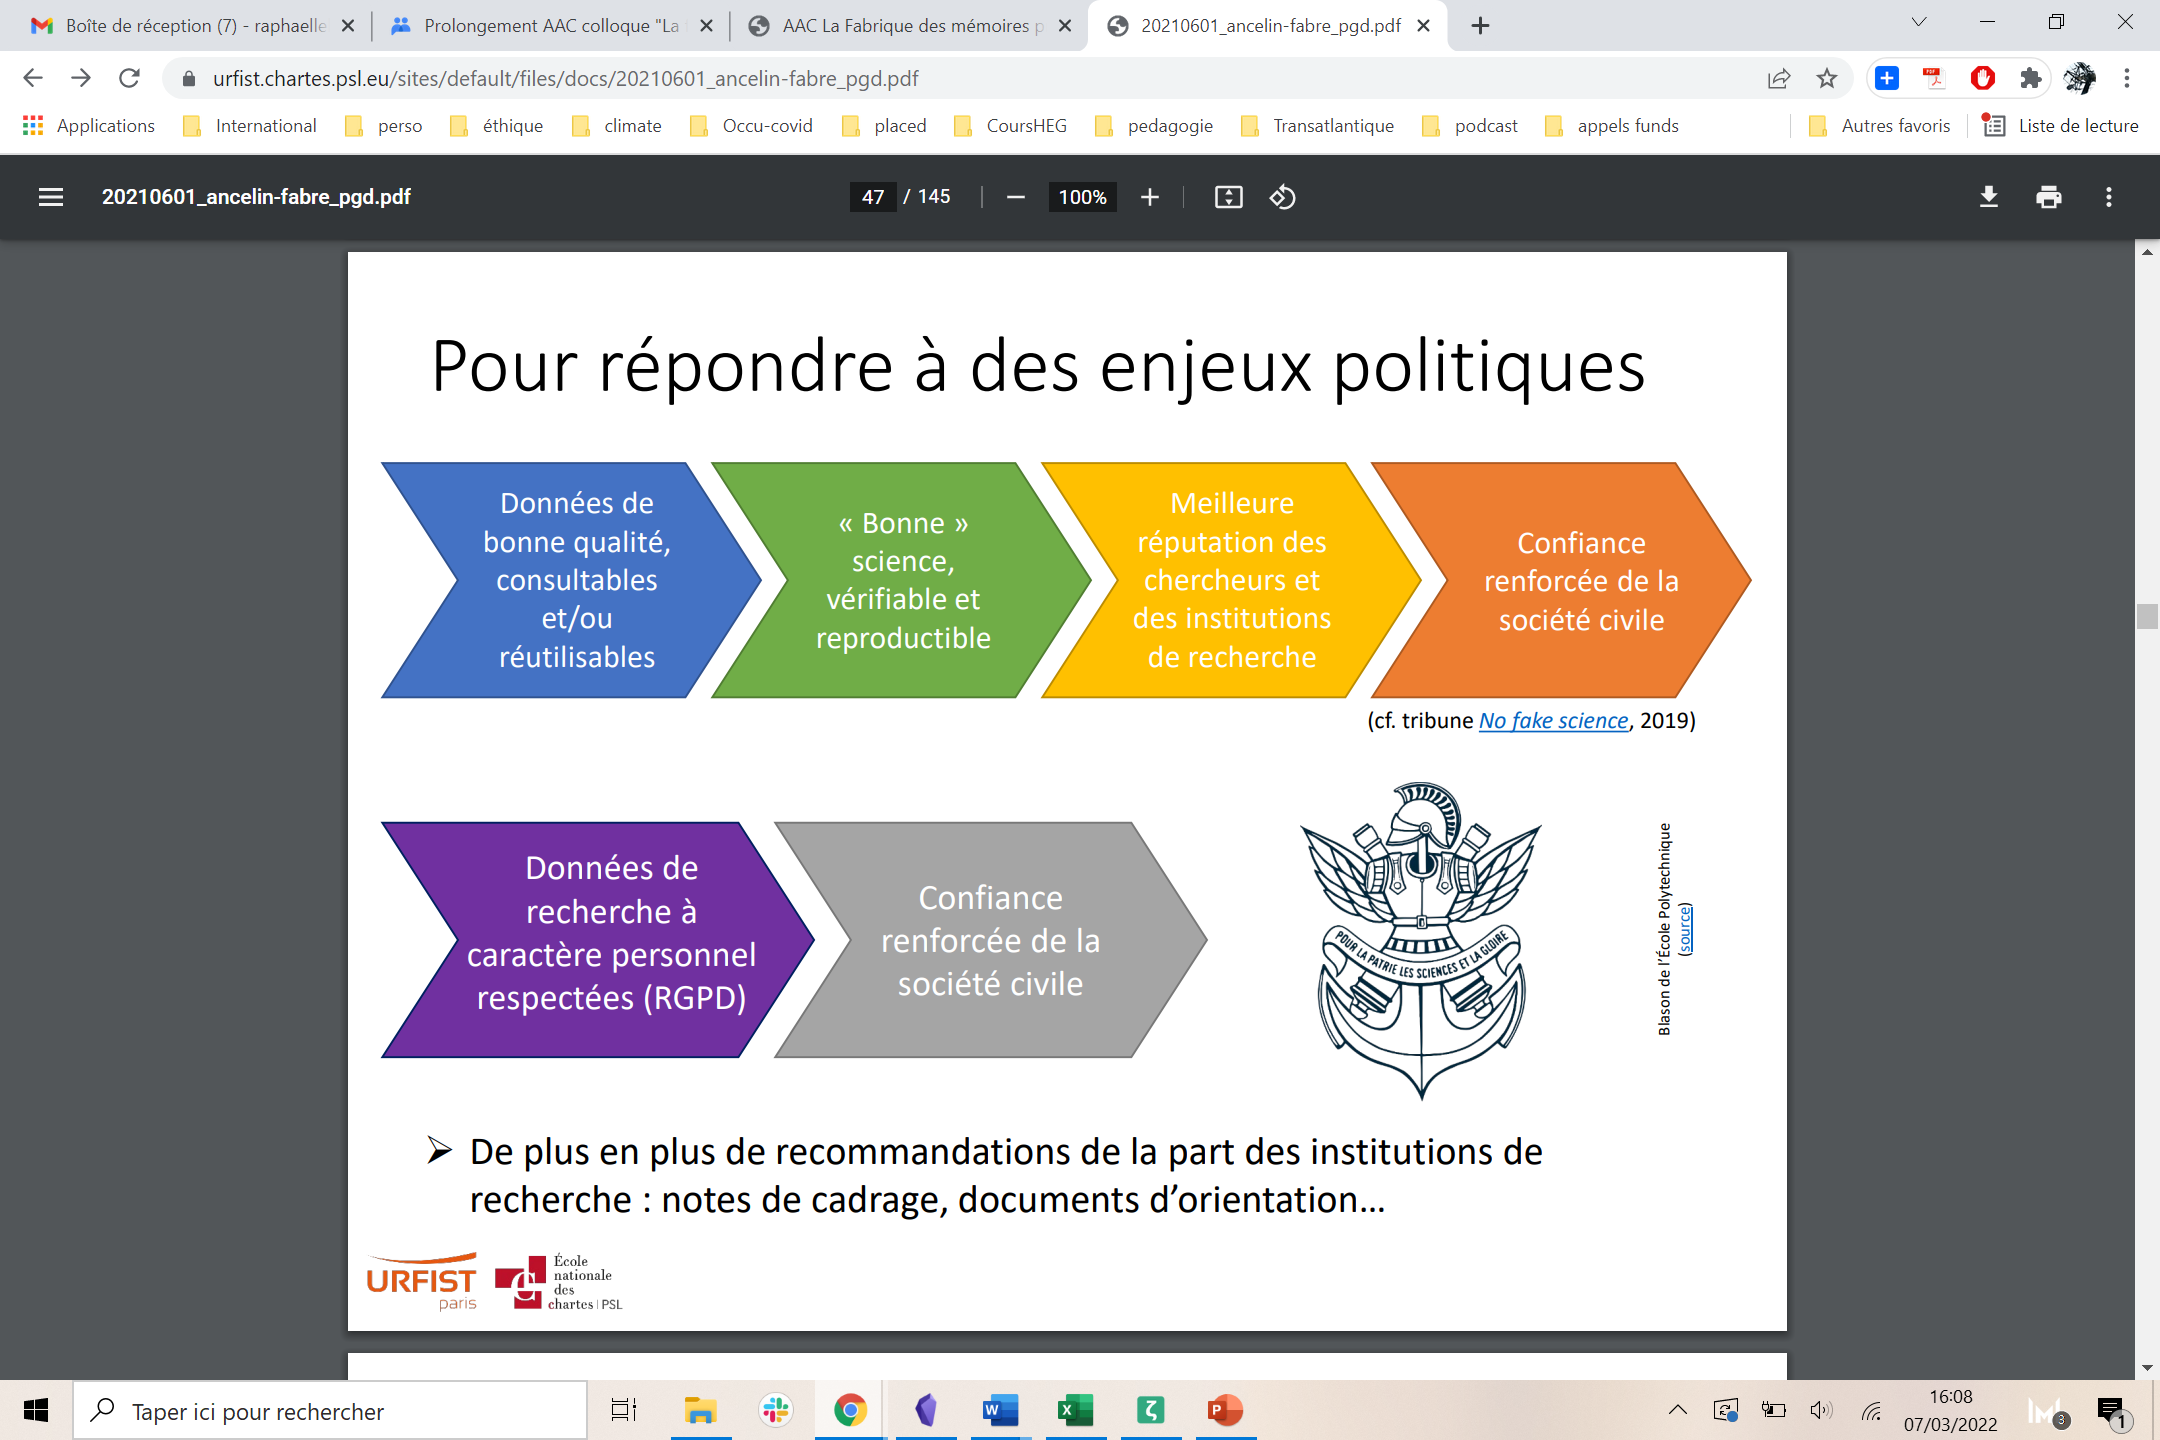 Boîte de réception (7) - raphaelle
Prolongement AAC colloque "La
AAC La Fabrique des mémoires p
20210601_ancelin-fabre_pgd.pdf
urfist.chartes.psl.eu/sites/default/files/docs/20210601_ancelin-fabre_pgd.pdf
Applications
International
perso
éthique
climate
Occu-covid
placed
CoursHEG
pedagogie
Transatlantique
podcast
appels funds
Autres favoris
Liste de lecture
20210601_ancelin-fabre_pgd.pdf
47 / 145
100%
Pour répondre à des enjeux politiques
Données de
bonne qualité,
consultables
et/ou
réutilisables
« Bonne »
science,
vérifiable et
reproductible
Meilleure
réputation des
chercheurs et
des institutions
de recherche
Confiance
renforcée de la
société civile
(cf. tribune No fake science, 2019)
Données de
recherche à
caractère personnel
respectées (RGPD)
Confiance
renforcée de la
société civile
POUR LA PATRIE LES SCIENCES ET LA GLOIRE
Blason de l'École Polytechnique
(source)
De plus en plus de recommandations de la part des institutions de
recherche : notes de cadrage, documents d'orientation...
URFIST
paris
École
nationale
des
chartes | PSL
Taper ici pour rechercher
16:08
07/03/2022
3
1